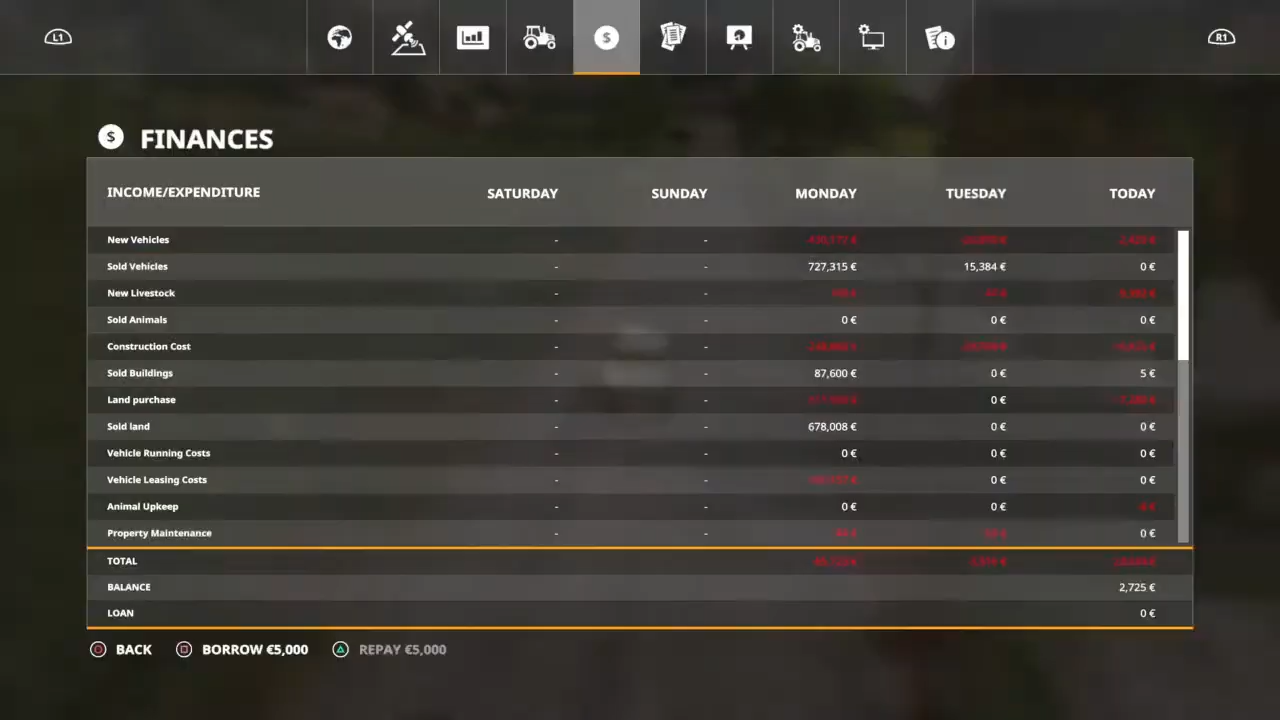 L1
R1
FINANCES
INCOME/EXPENDITURE SATURDAY SUNDAY MONDAY TUESDAY TODAY
New Vehicles - -
Sold Vehicles - - 727,315 € 15,384 € 0 €
New Livestock - -
Sold Animals - - 0 € 0 € 0 €
Construction Cost - -
Sold Buildings - - 87,600 € 0 € 5 €
Land purchase - - 0 €
Sold land - - 678,008 € 0 € 0 €
Vehicle Running Costs - - 0 € 0 € 0 €
Vehicle Leasing Costs - - 0 € 0 €
Animal Upkeep - - 0 € 0 €
Property Maintenance - - 0 €
TOTAL
BALANCE 2,725 €
LOAN 0 €
BACK BORROW €5,000 REPAY €5,000